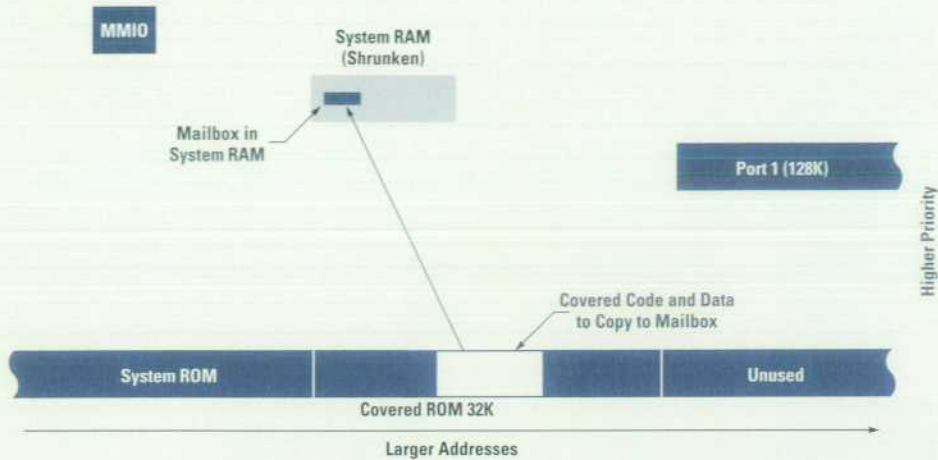 MMIO
System RAM
(Shrunken)
Mailbox in
System RAM
Port 1 (128K)
Higher Priority
Covered Code and Data
to Copy to Mailbox
System ROM
Unused
Covered ROM 32K
Larger Addresses